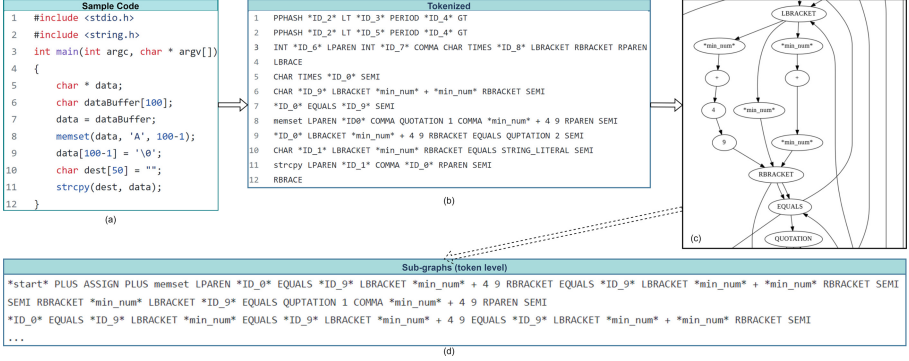 Sample Code
1 #include <stdio.h>
2 #include <string.h>
3 int main(int argc, char * argv[])
4 {
5 char * data;
6 char dataBuffer[100];
7 data = dataBuffer;
8 memset(data, 'A', 100-1);
9 data[100-1] = '\0';
10 char dest[50] = "";
11 strcpy(dest, data);
12 }
(a)
Tokenized
1 PPHASH *ID_2* LT *ID_3* PERIOD *ID_4* GT
2 PPHASH *ID_2* LT *ID_5* PERIOD *ID_4* GT
3 INT *ID_6* LPAREN INT *ID_7* COMMA CHAR TIMES *ID_8* LBRACKET RBRACKET RPAREN
4 LBRACE
5 CHAR TIMES *ID_0* SEMI
6 CHAR *ID_9* LBRACKET *min_num* + *min_num* RBRACKET SEMI
7 *ID_0* EQUALS *ID_9* SEMI
8 memset LPAREN *ID0* COMMA QUOTATION 1 COMMA *min_num* + 4 9 RPAREN SEMI
9 *ID_0* LBRACKET *min_num* + 4 9 RBRACKET EQUALS QUPTATION 2 SEMI
10 CHAR *ID_1* LBRACKET *min_num* RBRACKET EQUALS STRING_LITERAL SEMI
11 strcpy LPAREN *ID_1* COMMA *ID_0* RPAREN SEMI
12 RBRACE
(b)
LBRACKET
*min_num* *min_num*
+ +
4 *min_num*
9 *min_num*
RBRACKET
EQUALS
QUOTATION
(c)
Sub-graphs (token level)
*start* PLUS ASSIGN PLUS memset LPAREN *ID_0* EQUALS *ID_9* LBRACKET *min_num* + 4 9 RBRACKET EQUALS *ID_9* LBRACKET *min_num* + *min_num* RBRACKET SEMI
SEMI RBRACKET *min_num* LBRACKET *ID_9* EQUALS QUPTATION 1 COMMA *min_num* + 4 9 RPAREN SEMI
*ID_0* EQUALS *ID_9* LBRACKET *min_num* EQUALS *ID_9* LBRACKET *min_num* + 4 9 EQUALS *ID_9* LBRACKET *min_num* + *min_num* RBRACKET SEMI
...
(d)